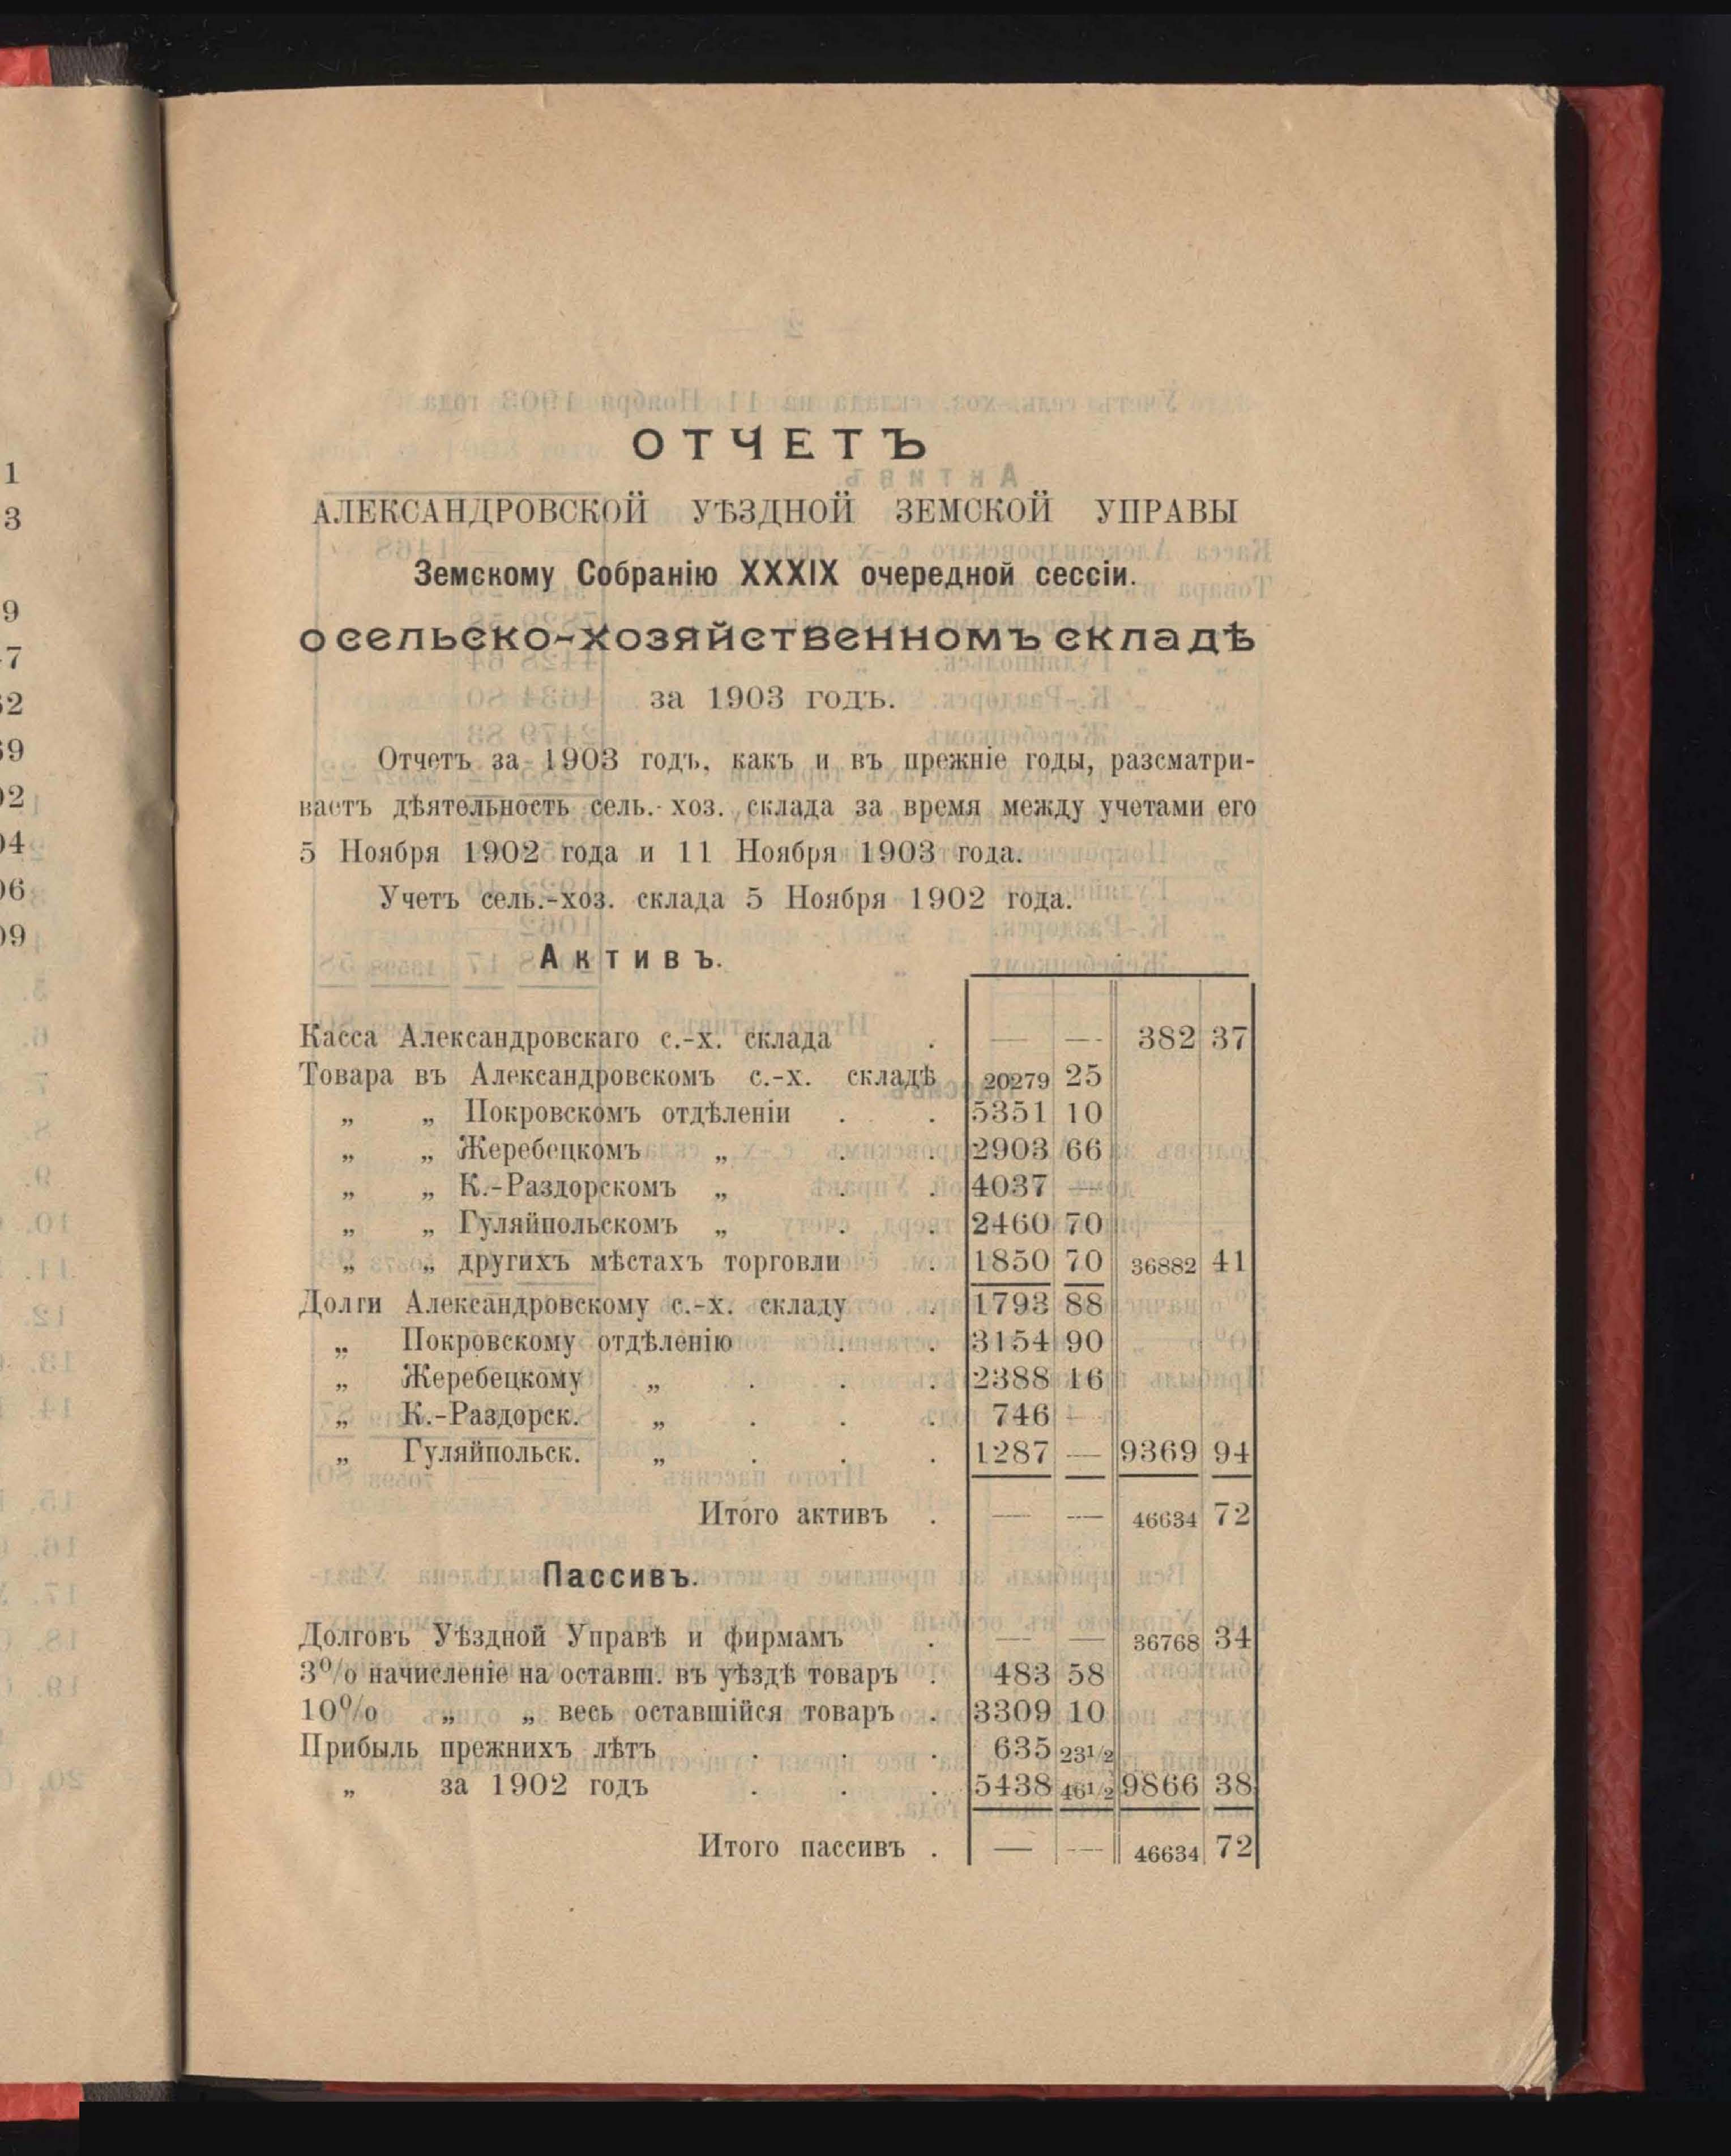 ОТЧЕТЪ
АЛЕКСАНДРОВСКОЙ УѢЗДНОЙ ЗЕМСКОЙ УПРАВЫ
Земскому Собранію XXXIX очередной сессіи.
о сельско-хозяйственномъ складѣ
за 1903 годъ.
Отчетъ за 1903 годъ, какъ и въ прежніе годы, разсматри-
ваетъ дѣятельность сель.-хоз. склада за время между учетами его
5 Ноября 1902 года и 11 Ноября 1903 года.
Учетъ сель.-хоз. склада 5 Ноября 1902 года.
Активъ.
Касса Александровскаго с.-х. склада . — — 382 37
Товара въ Александровскомъ с.-х. складѣ 20279 25
„ „ Покровскомъ отдѣленіи . . 5351 10
„ „ Жеребецкомъ „ . . 2903 66
„ „ К.-Раздорскомъ „ . . 4037 —
„ „ Гуляйпольскомъ „ . . 2460 70
„ „ другихъ мѣстахъ торговли . 1850 70 36882 41
Долги Александровскому с.-х. складу . 1793 88
„ Покровскому отдѣленію . . 3154 90
„ Жеребецкому „ . . . 2388 16
„ К.-Раздорск. „ . . . 746 —
„ Гуляйпольск. „ . . . 1287 — 9369 94
Итого активъ . — — 46634 72
Пассивъ.
Долговъ Уѣздной Управѣ и фирмамъ . — — 36768 34
3% начисленіе на оставш. въ уѣздѣ товаръ . 483 58
10% „ „ весь оставшійся товаръ . 3309 10
Прибыль прежнихъ лѣтъ . . . 635 23½
„ за 1902 годъ . . . 5438 46½ 9866 38
Итого пассивъ . — — 46634 72